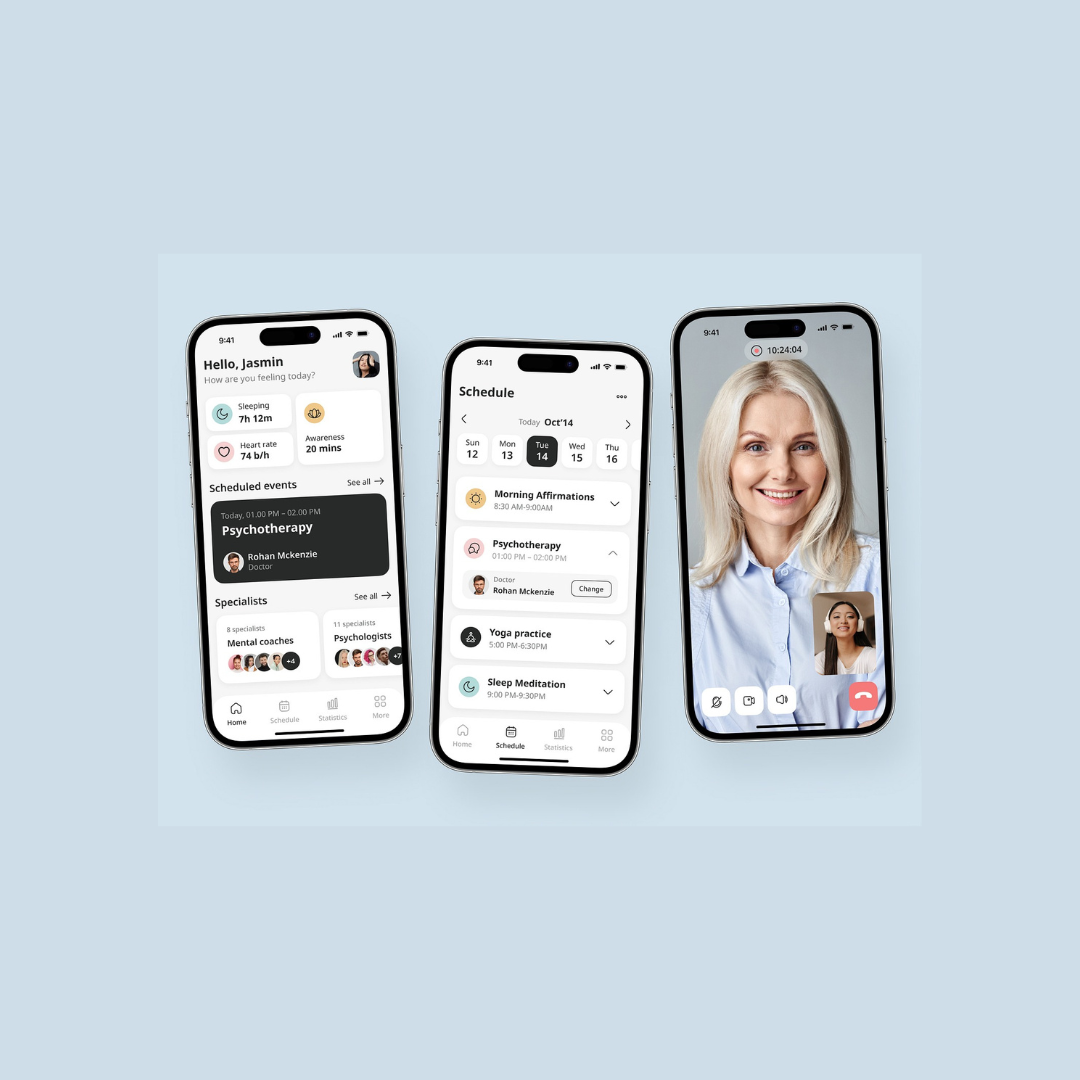 9:41
Hello, Jasmin
How are you feeling today?
Sleeping
7h 12m
Heart rate
74 b/h
Awareness
20 mins
Scheduled events
See all
Today, 01.00 PM – 02.00 PM
Psychotherapy
Rohan Mckenzie
Doctor
Specialists
See all
8 specialists
Mental coaches
+4
11 specialists
Psychologists
+7
Home
Schedule
Statistics
More
9:41
Schedule
Today Oct'14
Sun
12
Mon
13
Tue
14
Wed
15
Thu
16
Morning Affirmations
8:30 AM-9:00AM
Psychotherapy
01:00 PM – 02:00 PM
Doctor
Rohan Mckenzie
Change
Yoga practice
5:00 PM-6:30PM
Sleep Meditation
9:00 PM-9:30PM
Home
Schedule
Statistics
More
9:41
10:24:04